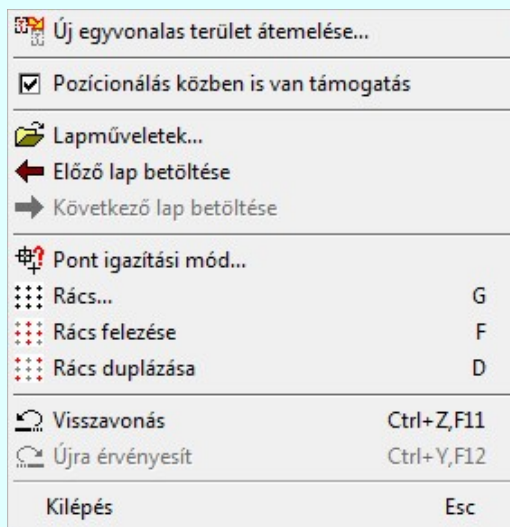 Új egyvonalas terület átemelése...
Pozícionálás közben is van támogatás
Lapműveletek...
Előző lap betöltése
Következő lap betöltése
Pont igazítási mód...
Rács... G
Rács felezése F
Rács duplázása D
Visszavonás Ctrl+Z,F11
Újra érvényesít Ctrl+Y,F12
Kilépés Esc